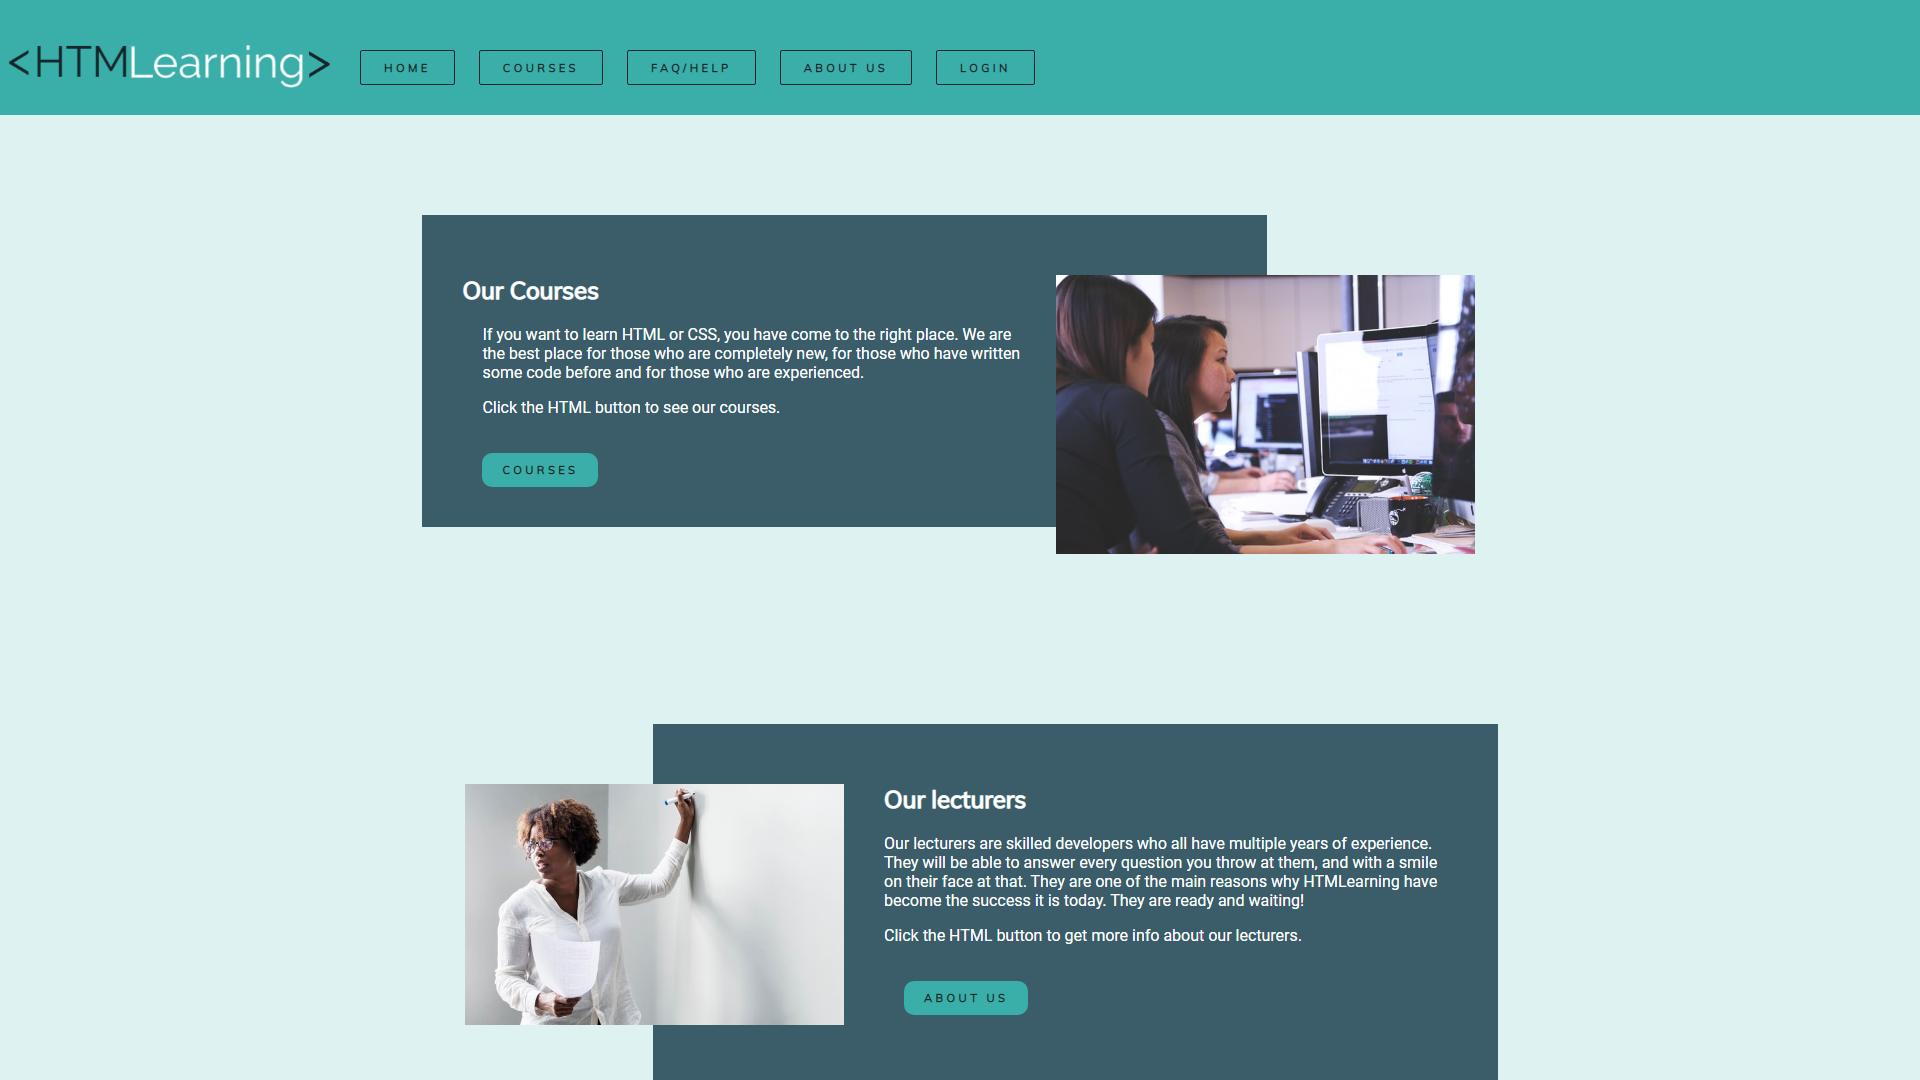 <HTMLearning>
HOME
COURSES
FAQ/HELP
ABOUT US
LOGIN
Our Courses
If you want to learn HTML or CSS, you have come to the right place. We are
the best place for those who are completely new, for those who have written
some code before and for those who are experienced.
Click the HTML button to see our courses.
COURSES
Our lecturers
Our lecturers are skilled developers who all have multiple years of experience.
They will be able to answer every question you throw at them, and with a smile
on their face at that. They are one of the main reasons why HTMLearning have
become the success it is today. They are ready and waiting!
Click the HTML button to get more info about our lecturers.
ABOUT US